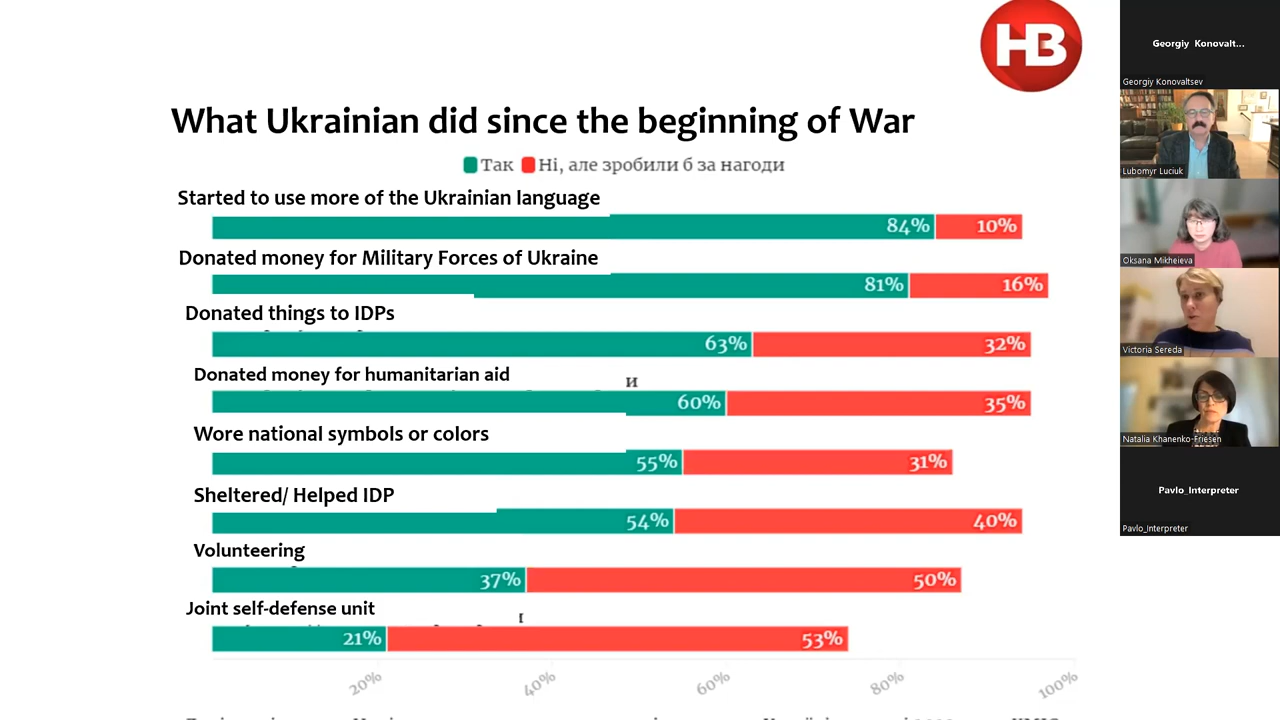 НВ
What Ukrainian did since the beginning of War
Так Ні, але зробили б за нагоди
Started to use more of the Ukrainian language
84% 10%
Donated money for Military Forces of Ukraine
81% 16%
Donated things to IDPs
63% 32%
Donated money for humanitarian aid
и
60% 35%
Wore national symbols or colors
55% 31%
Sheltered/ Helped IDP
54% 40%
Volunteering
37% 50%
Joint self-defense unit
21% 53%
20% 40% 60% 80% 100%
Georgiy Konovalt...
Georgiy Konovaltsev
Lubomyr Luciuk
Oksana Mikheieva
Victoria Sereda
Natalia Khanenko-Friesen
Pavlo_Interpreter
Pavlo_Interpreter